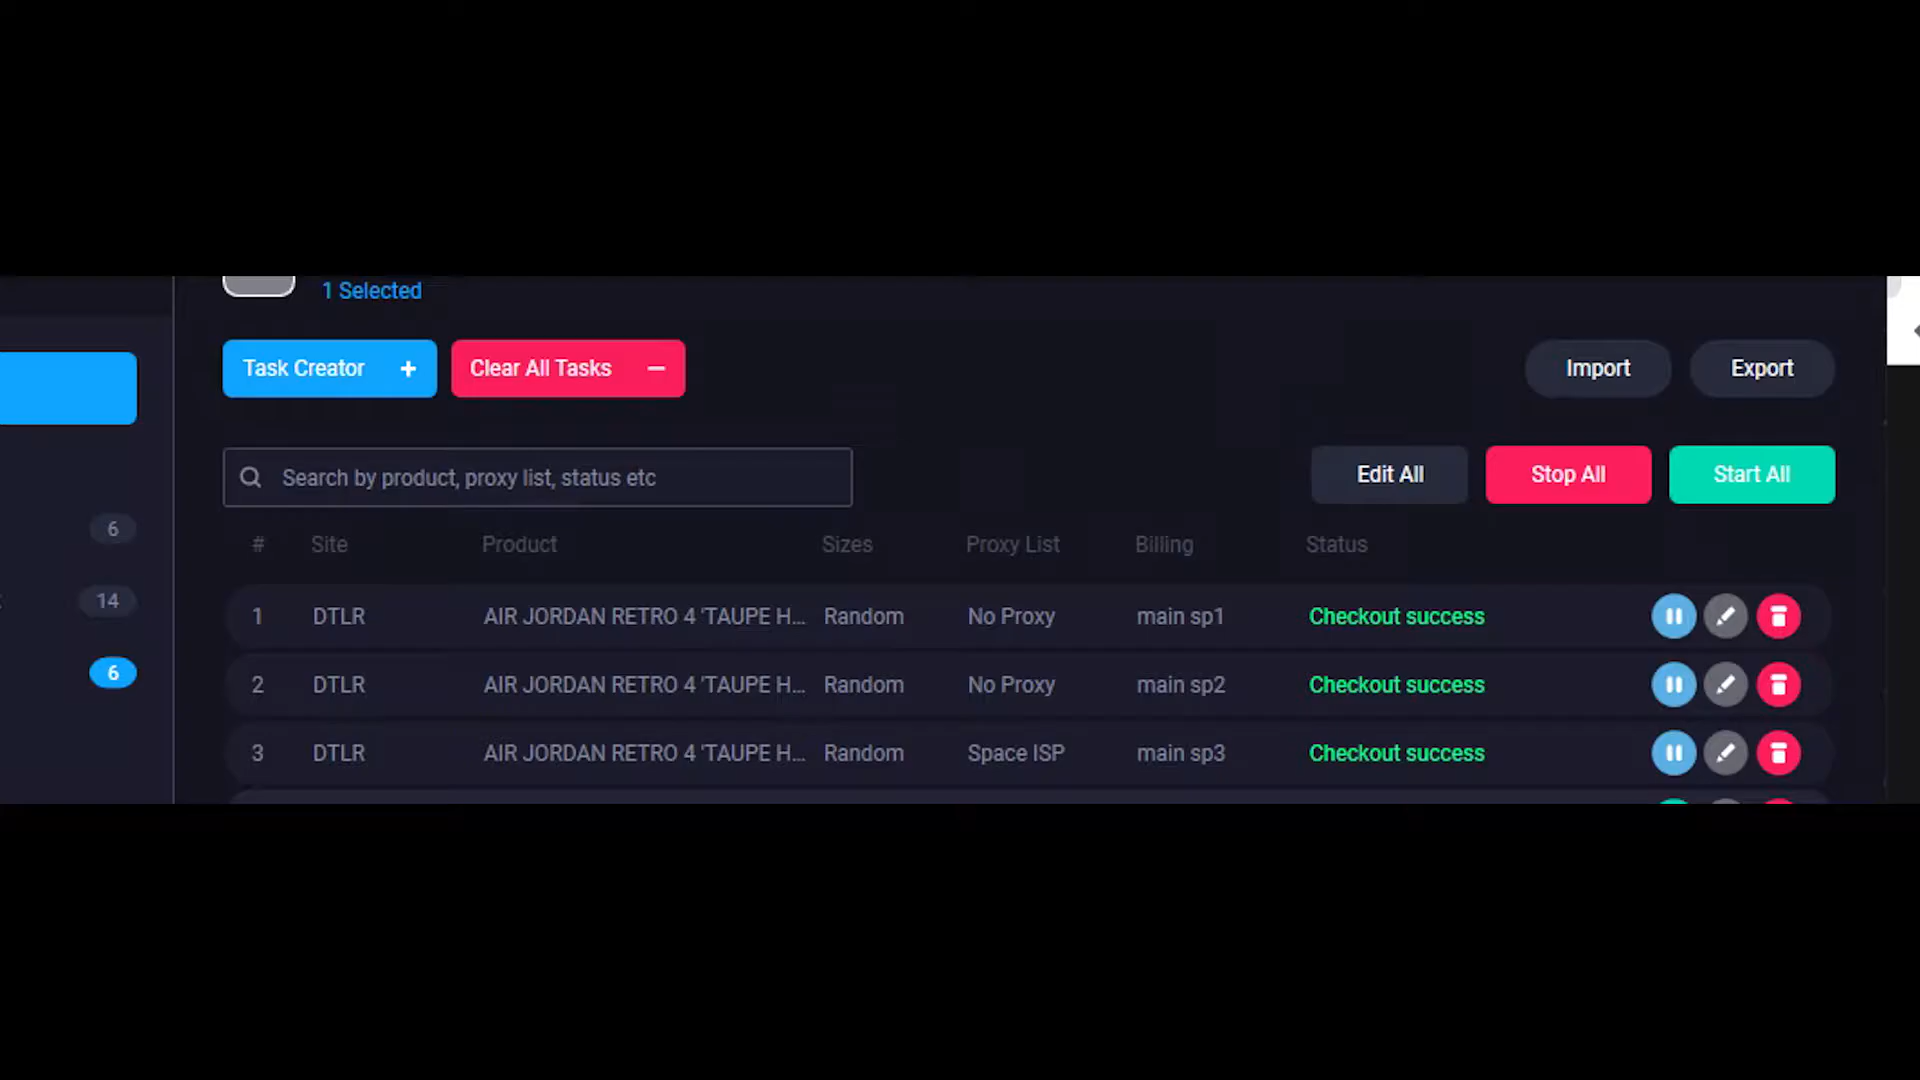 1 Selected
Task Creator +
Clear All Tasks −
Import
Export
Search by product, proxy list, status etc
Edit All
Stop All
Start All
6
14
6
# Site Product Sizes Proxy List Billing Status
1 DTLR AIR JORDAN RETRO 4 'TAUPE H... Random No Proxy main sp1 Checkout success
2 DTLR AIR JORDAN RETRO 4 'TAUPE H... Random No Proxy main sp2 Checkout success
3 DTLR AIR JORDAN RETRO 4 'TAUPE H... Random Space ISP main sp3 Checkout success